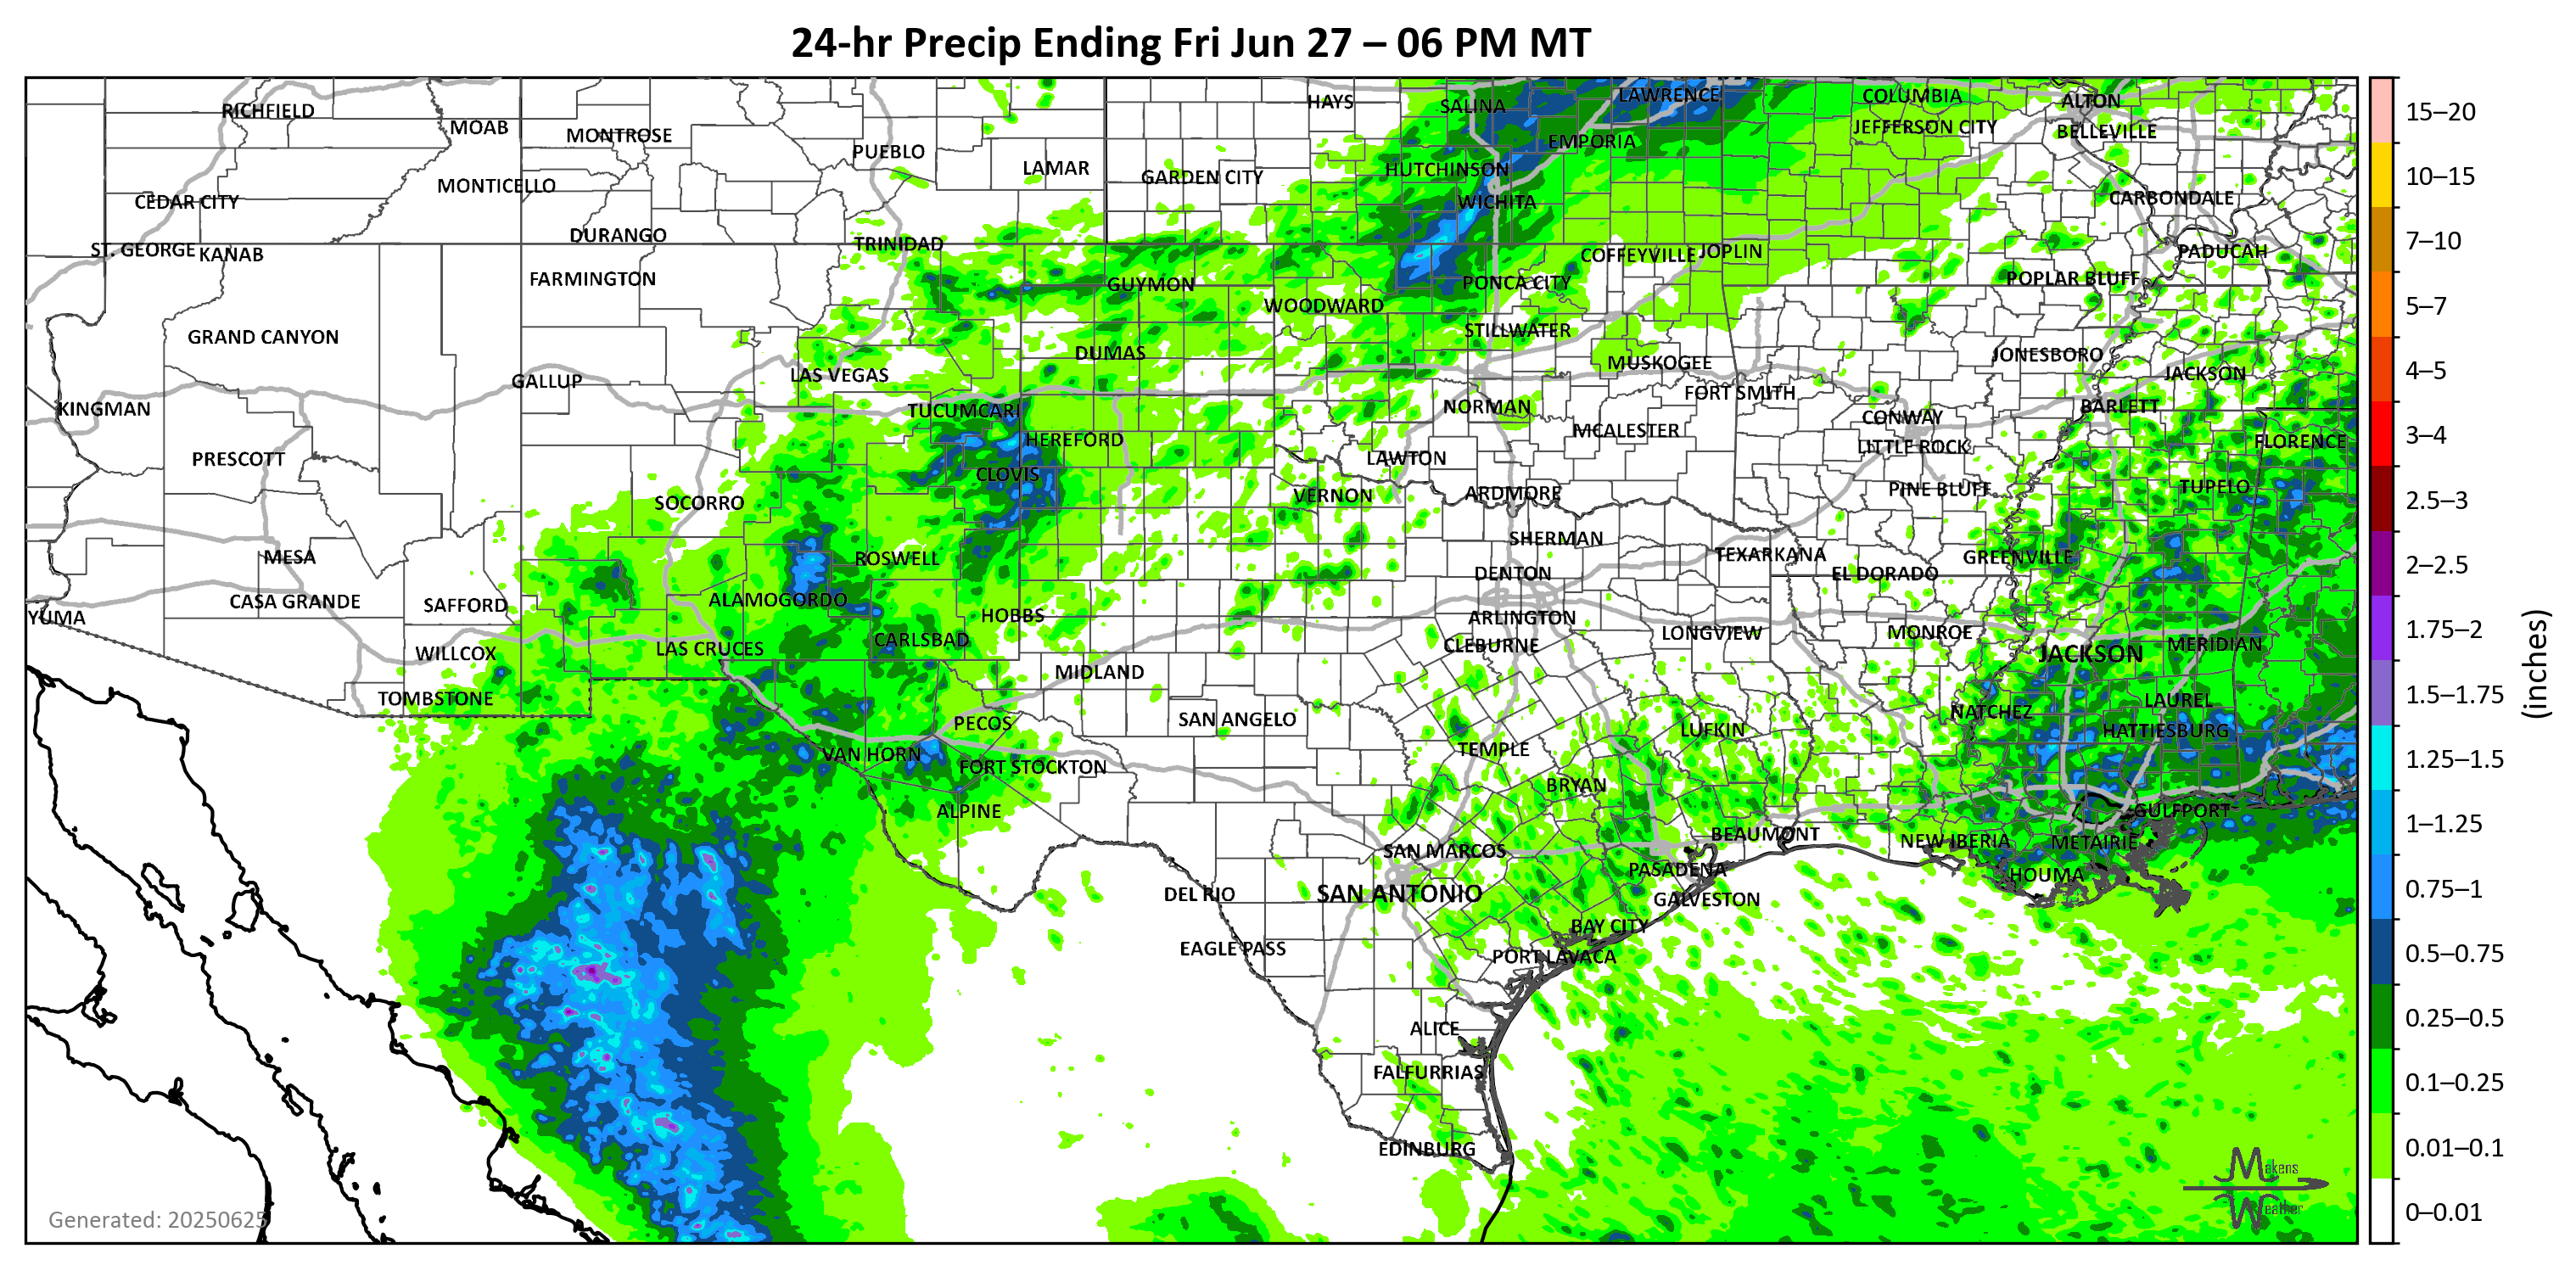 24-hr Precip Ending Fri Jun 27 – 06 PM MT
RICHFIELD
MOAB
MONTROSE
PUEBLO
LAMAR
HAYS
SALINA
LAWRENCE
COLUMBIA
ALTON
JEFFERSON CITY
BELLEVILLE
EMPORIA
HUTCHINSON
GARDEN CITY
MONTICELLO
CEDAR CITY
WICHITA
CARBONDALE
ST. GEORGE
KANAB
DURANGO
TRINIDAD
COFFEYVILLE
JOPLIN
PADUCAH
FARMINGTON
GUYMON
PONCA CITY
POPLAR BLUFF
WOODWARD
GRAND CANYON
STILLWATER
DUMAS
MUSKOGEE
JONESBORO
JACKSON
GALLUP
LAS VEGAS
FORT SMITH
KINGMAN
TUCUMCARI
NORMAN
BARLETT
CONWAY
HEREFORD
MCALESTER
LITTLE ROCK
FLORENCE
PRESCOTT
CLOVIS
LAWTON
SOCORRO
VERNON
ARDMORE
PINE BLUFF
TUPELO
SHERMAN
MESA
ROSWELL
TEXARKANA
GREENVILLE
DENTON
EL DORADO
CASA GRANDE
SAFFORD
ALAMOGORDO
HOBBS
ARLINGTON
YUMA
CARLSBAD
CLEBURNE
LONGVIEW
MONROE
WILLCOX
LAS CRUCES
JACKSON
MERIDIAN
MIDLAND
TOMBSTONE
LAUREL
PECOS
SAN ANGELO
NATCHEZ
LUFKIN
HATTIESBURG
VAN HORN
TEMPLE
FORT STOCKTON
BRYAN
ALPINE
GULFPORT
BEAUMONT
NEW IBERIA
METAIRIE
SAN MARCOS
PASADENA
HOUMA
DEL RIO
SAN ANTONIO
GALVESTON
BAY CITY
EAGLE PASS
PORT LAVACA
ALICE
FALFURRIAS
EDINBURG
Generated: 20250625
Makens
Weather
15–20
10–15
7–10
5–7
4–5
3–4
2.5–3
2–2.5
1.75–2
1.5–1.75
1.25–1.5
1–1.25
0.75–1
0.5–0.75
0.25–0.5
0.1–0.25
0.01–0.1
0–0.01
(inches)